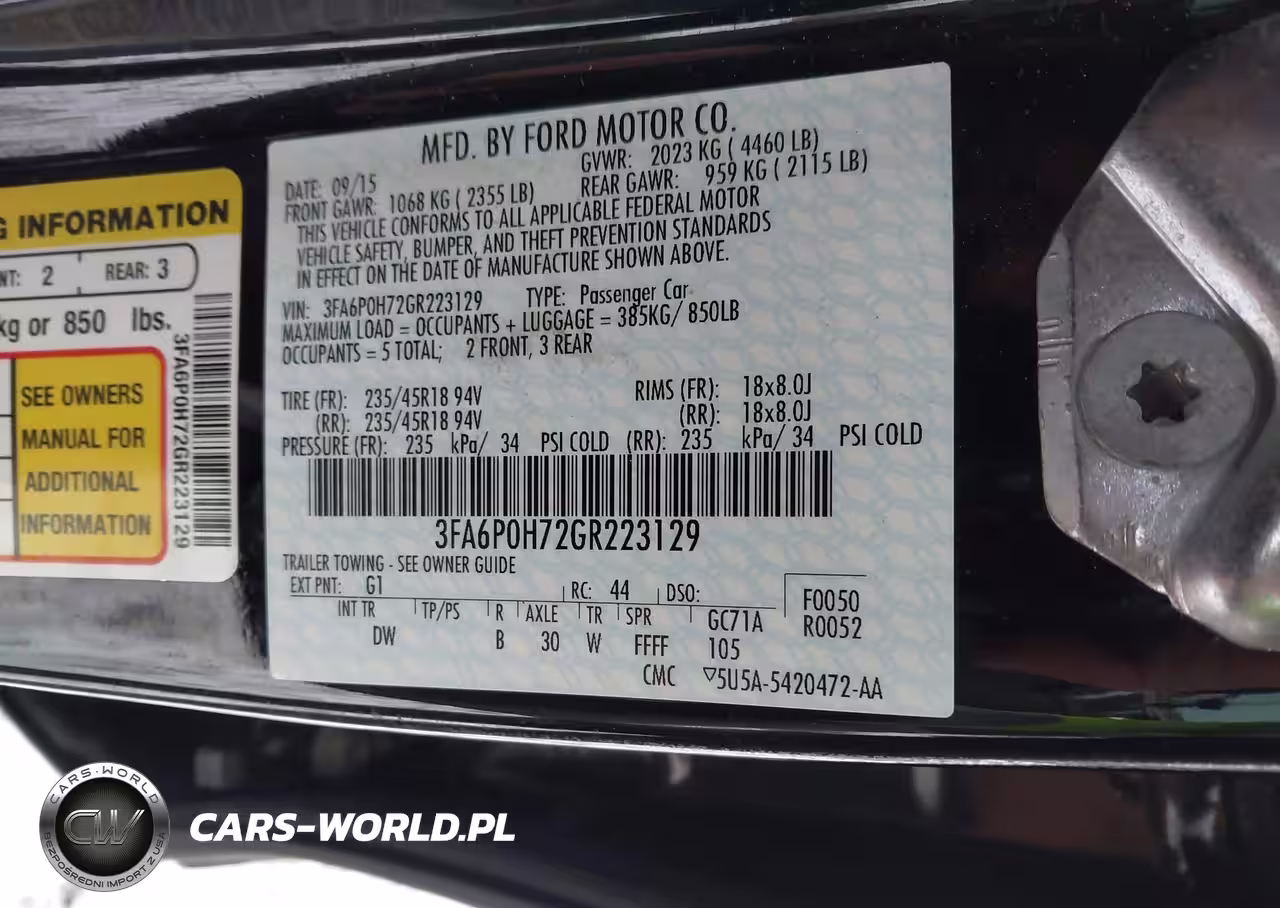 MFD. BY FORD MOTOR CO.
DATE: 09/15 GVWR: 2023 KG ( 4460 LB)
FRONT GAWR: 1068 KG ( 2355 LB) REAR GAWR: 959 KG ( 2115 LB)
THIS VEHICLE CONFORMS TO ALL APPLICABLE FEDERAL MOTOR
VEHICLE SAFETY, BUMPER, AND THEFT PREVENTION STANDARDS
IN EFFECT ON THE DATE OF MANUFACTURE SHOWN ABOVE.
VIN: 3FA6P0H72GR223129 TYPE: Passenger Car
MAXIMUM LOAD = OCCUPANTS + LUGGAGE = 385KG/ 850LB
OCCUPANTS = 5 TOTAL; 2 FRONT, 3 REAR
TIRE (FR): 235/45R18 94V RIMS (FR): 18x8.0J
(RR): 235/45R18 94V (RR): 18x8.0J
PRESSURE (FR): 235 kPa/ 34 PSI COLD (RR): 235 kPa/ 34 PSI COLD
3FA6P0H72GR223129
TRAILER TOWING - SEE OWNER GUIDE
EXT PNT: G1 RC: 44 DSO: F0050
INT TR TP/PS R AXLE TR SPR GC71A R0052
DW B 30 W FFFF 105
CMC ▽5U5A-5420472-AA
G INFORMATION
NT: 2 REAR: 3
kg or 850 lbs.
SEE OWNERS
MANUAL FOR
ADDITIONAL
INFORMATION
3FA6P0H72GR223129
CARS-WORLD
CW
BEZPOŚREDNI IMPORT Z USA
CARS-WORLD.PL